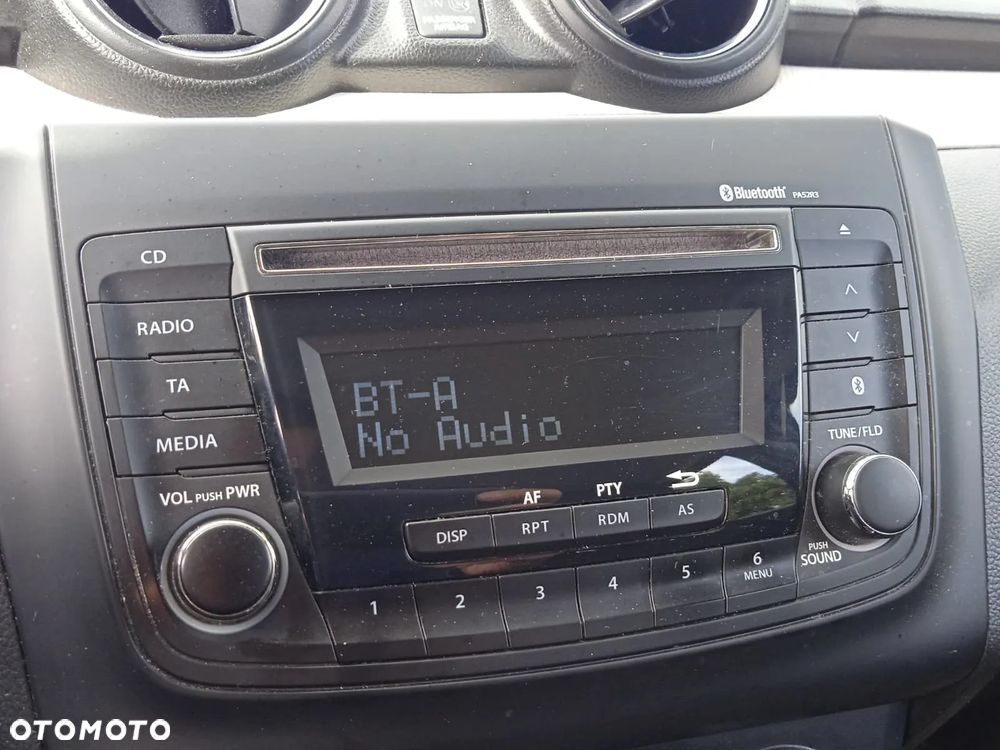 ON
Bluetooth® PA52R3
CD
RADIO
TA
MEDIA
VOL PUSH PWR
BT-A
No Audio
TUNE/FLD
AF PTY
DISP RPT RDM AS
PUSH
SOUND
1 2 3 4 5 6
MENU
OTOMOTO